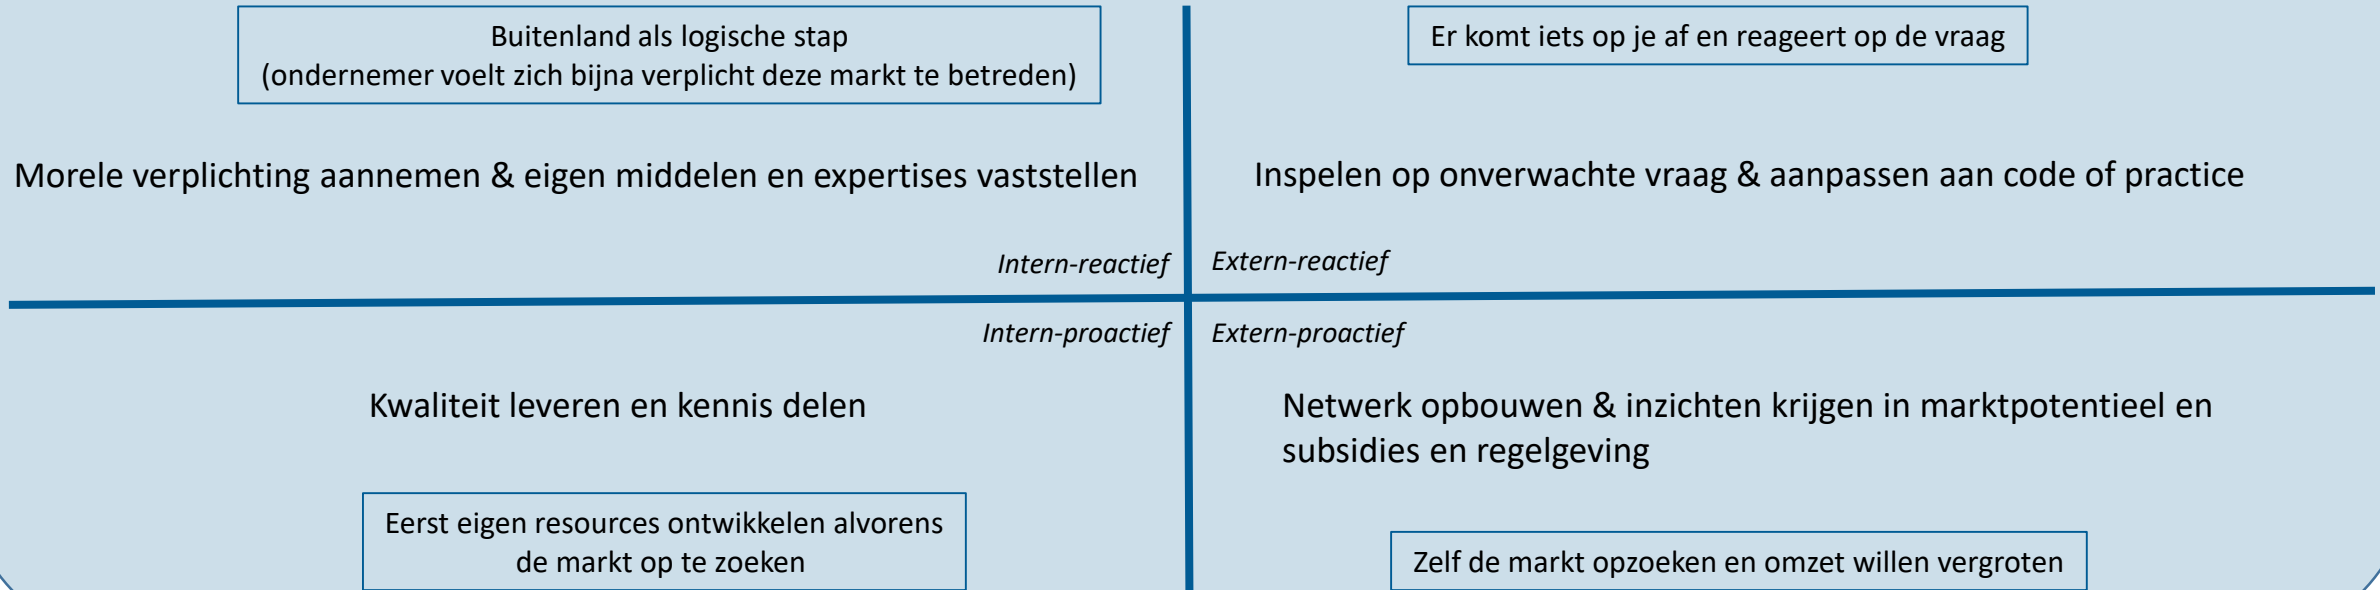 Buitenland als logische stap
(ondernemer voelt zich bijna verplicht deze markt te betreden)
Er komt iets op je af en reageert op de vraag
Morele verplichting aannemen & eigen middelen en expertises vaststellen
Inspelen op onverwachte vraag & aanpassen aan code of practice
Intern-reactief
Extern-reactief
Intern-proactief
Extern-proactief
Kwaliteit leveren en kennis delen
Netwerk opbouwen & inzichten krijgen in marktpotentieel en
subsidies en regelgeving
Eerst eigen resources ontwikkelen alvorens
de markt op te zoeken
Zelf de markt opzoeken en omzet willen vergroten